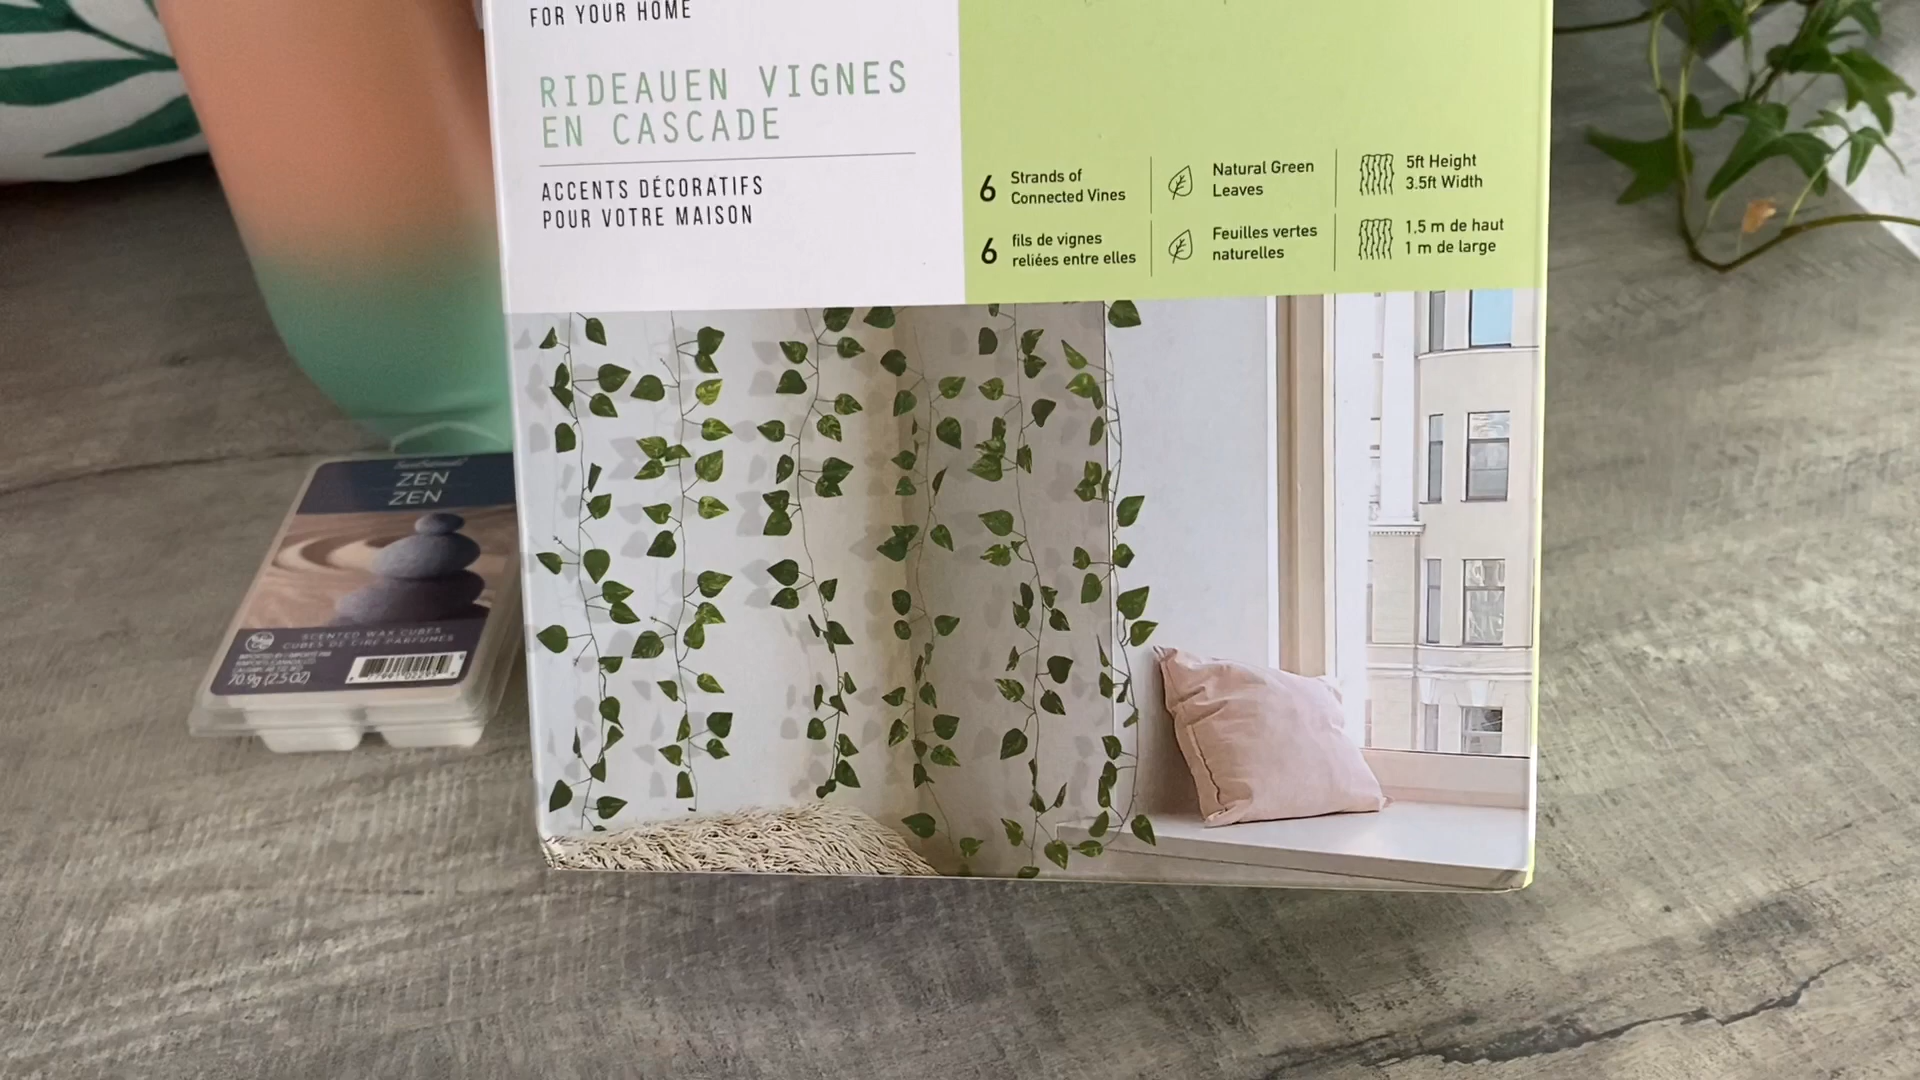 FOR YOUR HOME
RIDEAUEN VIGNES
EN CASCADE
ACCENTS DÉCORATIFS
POUR VOTRE MAISON
6 Strands of
Connected Vines
Natural Green
Leaves
5ft Height
3.5ft Width
6 fils de vignes
reliées entre elles
Feuilles vertes
naturelles
1,5 m de haut
1 m de large
ZEN
ZEN
SCENTED WAX CUBES
CUBES DE CIRE PARFUMÉS
70.9g (2.5 OZ)